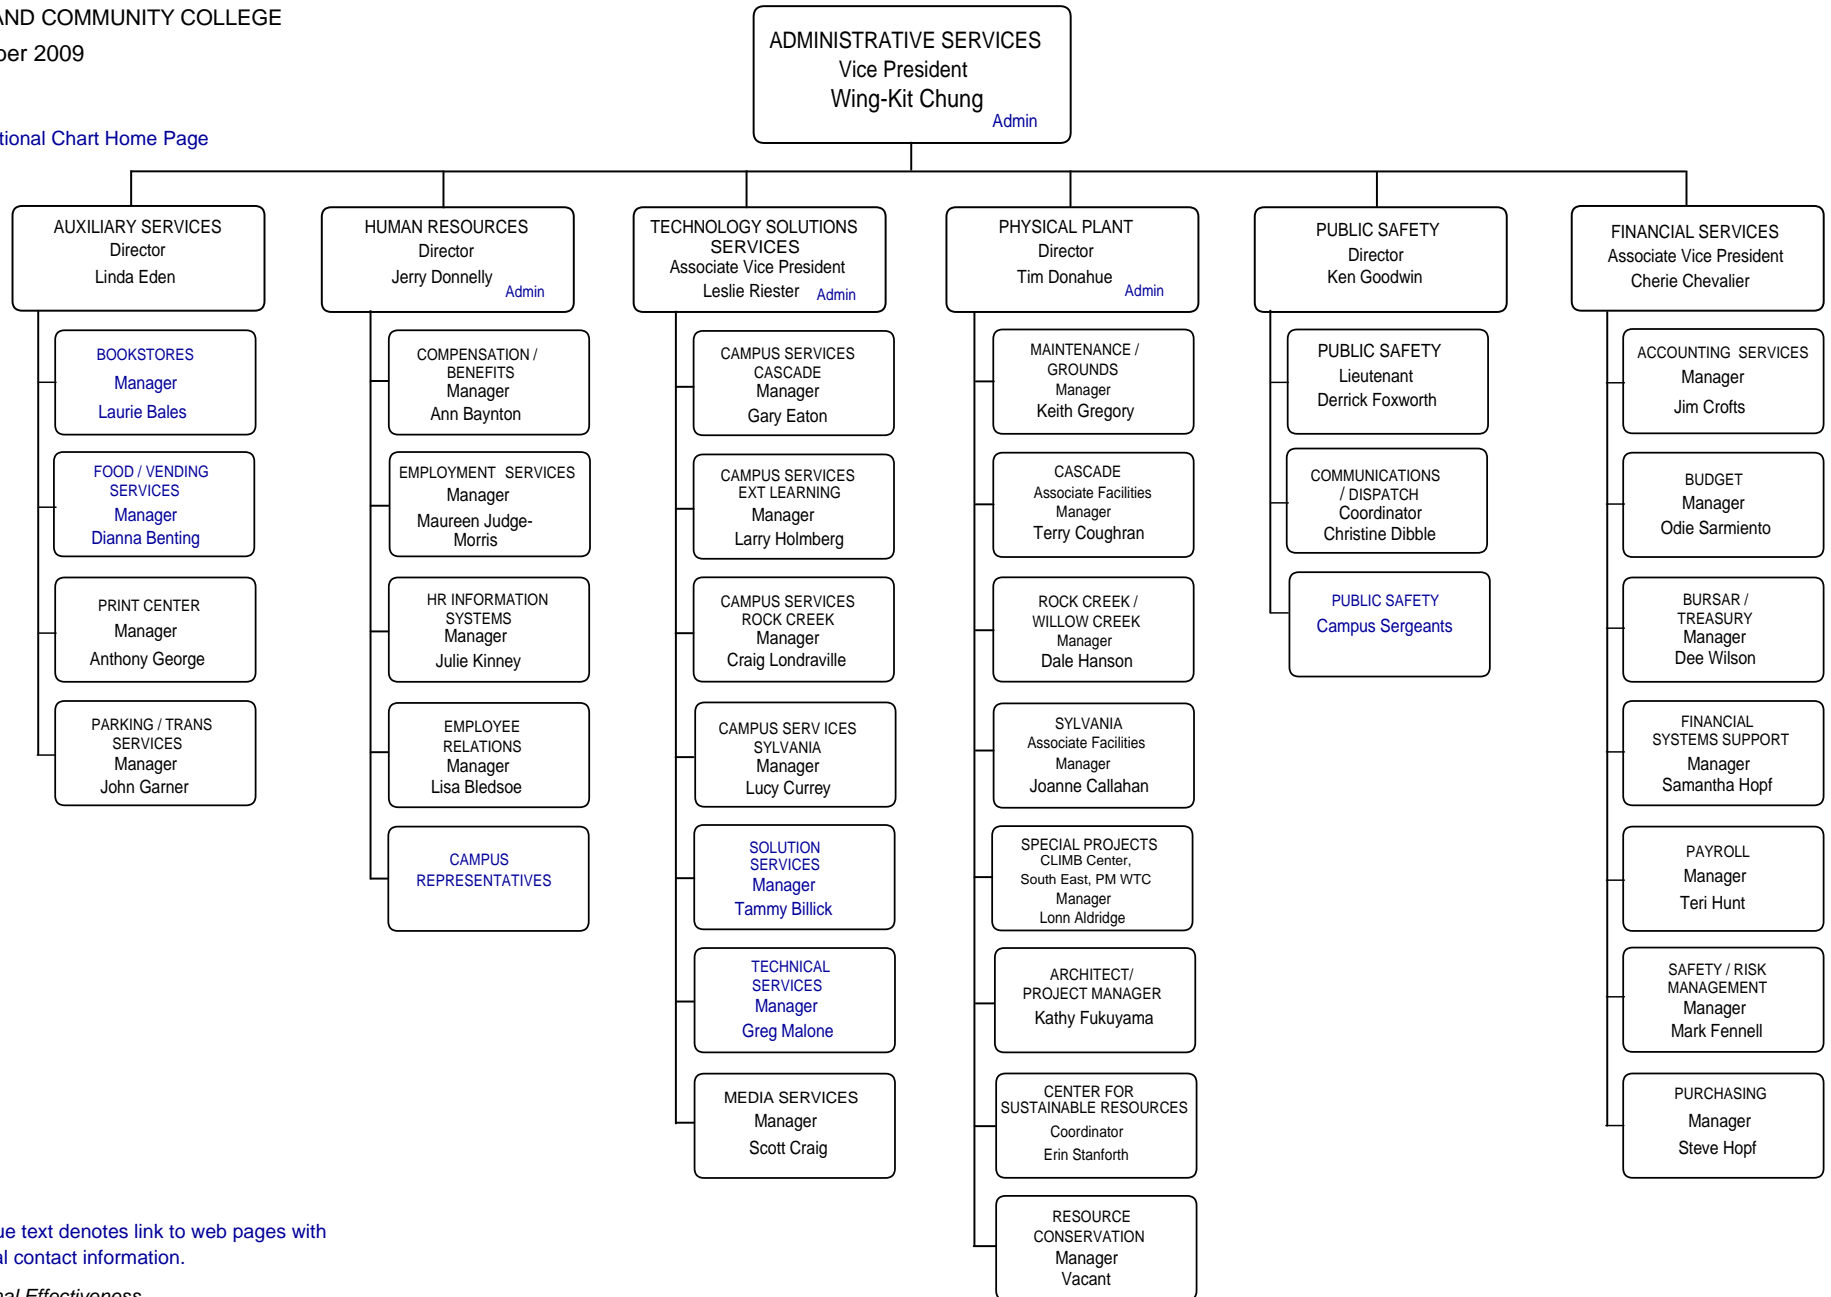 AND COMMUNITY COLLEGE
ber 2009
tional Chart Home Page
ADMINISTRATIVE SERVICES
Vice President
Wing-Kit Chung
Admin
AUXILIARY SERVICES
Director
Linda Eden
BOOKSTORES
Manager
Laurie Bales
FOOD / VENDING
SERVICES
Manager
Dianna Benting
PRINT CENTER
Manager
Anthony George
PARKING / TRANS
SERVICES
Manager
John Garner
HUMAN RESOURCES
Director
Jerry Donnelly
Admin
COMPENSATION /
BENEFITS
Manager
Ann Baynton
EMPLOYMENT SERVICES
Manager
Maureen Judge-
Morris
HR INFORMATION
SYSTEMS
Manager
Julie Kinney
EMPLOYEE
RELATIONS
Manager
Lisa Bledsoe
CAMPUS
REPRESENTATIVES
TECHNOLOGY SOLUTIONS
SERVICES
Associate Vice President
Leslie Riester Admin
CAMPUS SERVICES
CASCADE
Manager
Gary Eaton
CAMPUS SERVICES
EXT LEARNING
Manager
Larry Holmberg
CAMPUS SERVICES
ROCK CREEK
Manager
Craig Londraville
CAMPUS SERV ICES
SYLVANIA
Manager
Lucy Currey
SOLUTION
SERVICES
Manager
Tammy Billick
TECHNICAL
SERVICES
Manager
Greg Malone
MEDIA SERVICES
Manager
Scott Craig
PHYSICAL PLANT
Director
Tim Donahue
Admin
MAINTENANCE /
GROUNDS
Manager
Keith Gregory
CASCADE
Associate Facilities
Manager
Terry Coughran
ROCK CREEK /
WILLOW CREEK
Manager
Dale Hanson
SYLVANIA
Associate Facilities
Manager
Joanne Callahan
SPECIAL PROJECTS
CLIMB Center,
South East, PM WTC
Manager
Lonn Aldridge
ARCHITECT/
PROJECT MANAGER
Kathy Fukuyama
CENTER FOR
SUSTAINABLE RESOURCES
Coordinator
Erin Stanforth
RESOURCE
CONSERVATION
Manager
Vacant
PUBLIC SAFETY
Director
Ken Goodwin
PUBLIC SAFETY
Lieutenant
Derrick Foxworth
COMMUNICATIONS
/ DISPATCH
Coordinator
Christine Dibble
PUBLIC SAFETY
Campus Sergeants
FINANCIAL SERVICES
Associate Vice President
Cherie Chevalier
ACCOUNTING SERVICES
Manager
Jim Crofts
BUDGET
Manager
Odie Sarmiento
BURSAR /
TREASURY
Manager
Dee Wilson
FINANCIAL
SYSTEMS SUPPORT
Manager
Samantha Hopf
PAYROLL
Manager
Teri Hunt
SAFETY / RISK
MANAGEMENT
Manager
Mark Fennell
PURCHASING
Manager
Steve Hopf
ue text denotes link to web pages with
al contact information.
nal Effectiveness